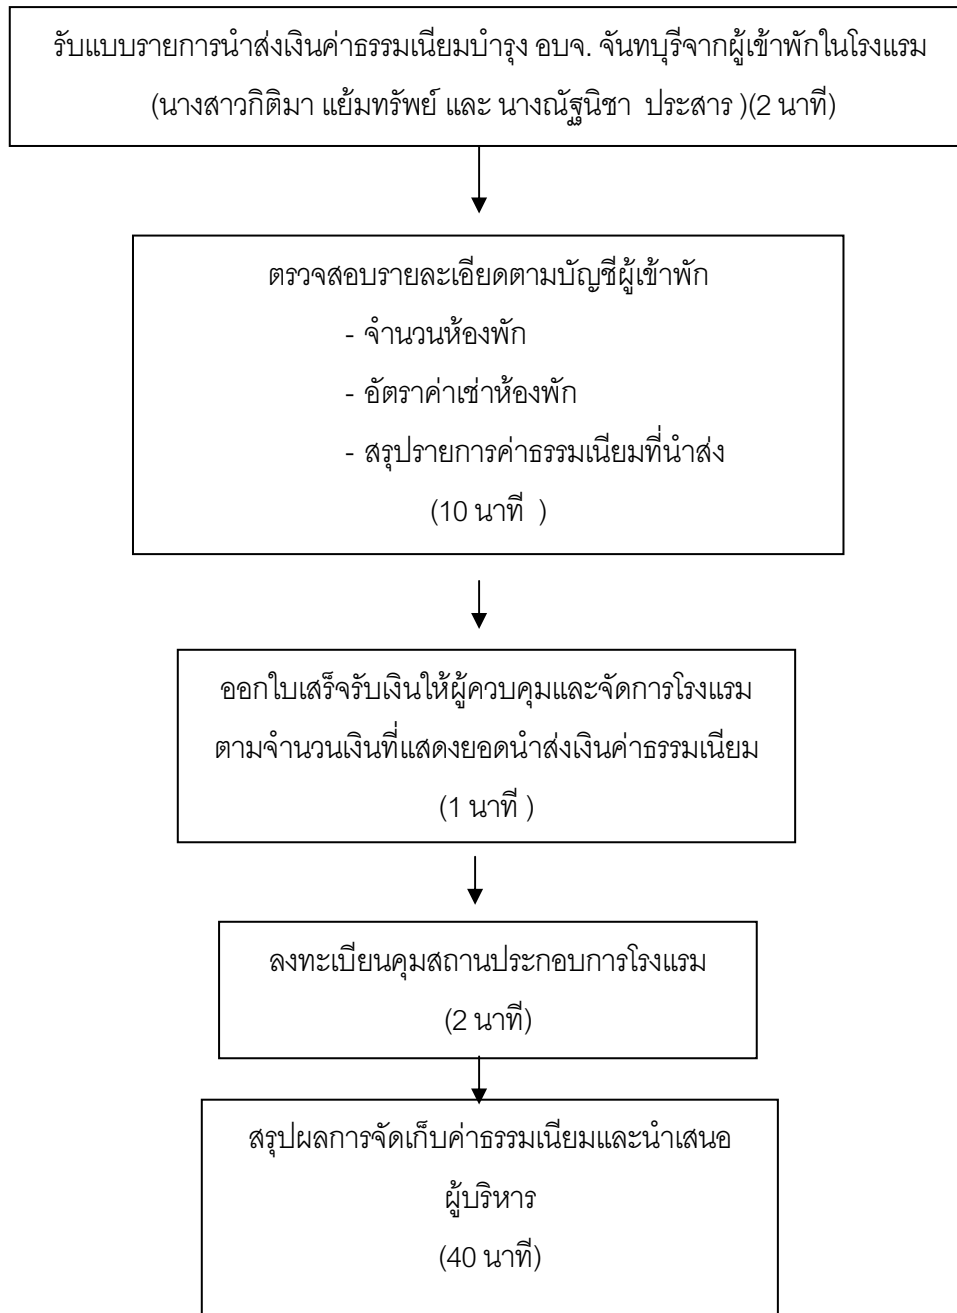 รับแบบรายการนำส่งเงินค่าธรรมเนียมบำรุง อบจ. จันทบุรีจากผู้เข้าพักในโรงแรม
(นางสาวกิติมา แย้มทรัพย์ และ นางณัฐนิชา ประสาร )(2 นาที)
ตรวจสอบรายละเอียดตามบัญชีผู้เข้าพัก
- จำนวนห้องพัก
- อัตราค่าเช่าห้องพัก
- สรุปรายการค่าธรรมเนียมที่นำส่ง
(10 นาที )
ออกใบเสร็จรับเงินให้ผู้ควบคุมและจัดการโรงแรม
ตามจำนวนเงินที่แสดงยอดนำส่งเงินค่าธรรมเนียม
(1 นาที )
ลงทะเบียนคุมสถานประกอบการโรงแรม
(2 นาที)
สรุปผลการจัดเก็บค่าธรรมเนียมและนำเสนอ
ผู้บริหาร
(40 นาที)